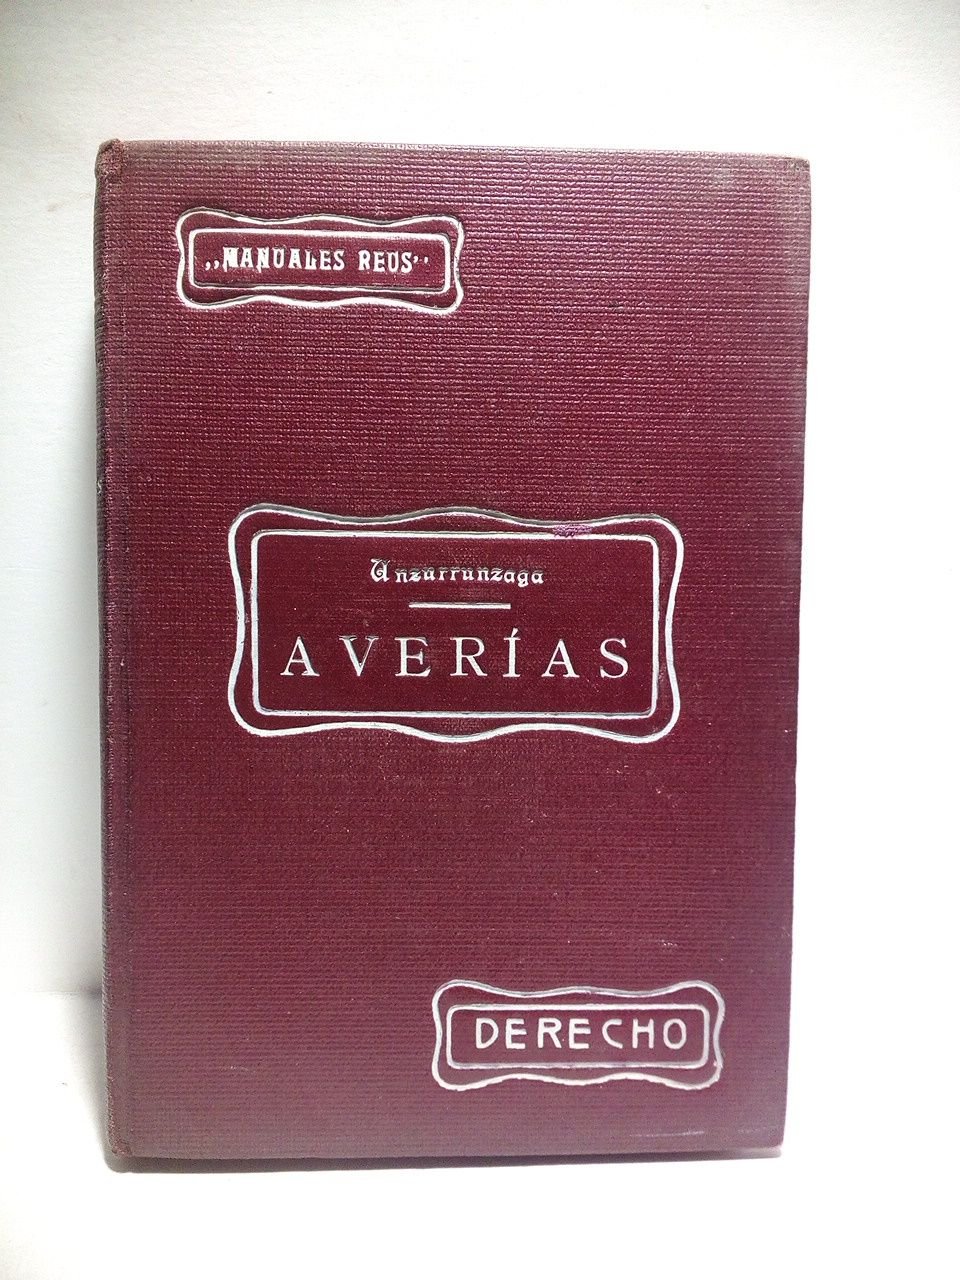 „MANUALES REUS“
Unzurrunzaga
AVERÍAS
DERECHO